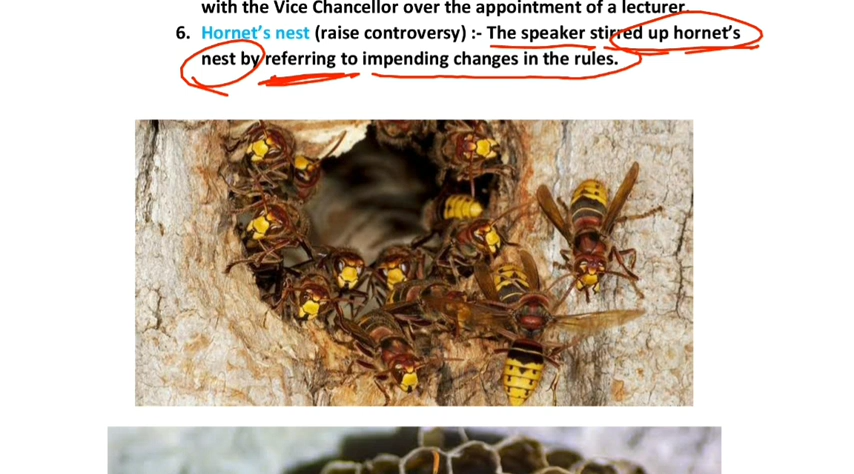 with the Vice Chancellor over the appointment of a lecturer.
6. Hornet's nest (raise controversy) :- The speaker stirred up hornet's
nest by referring to impending changes in the rules.